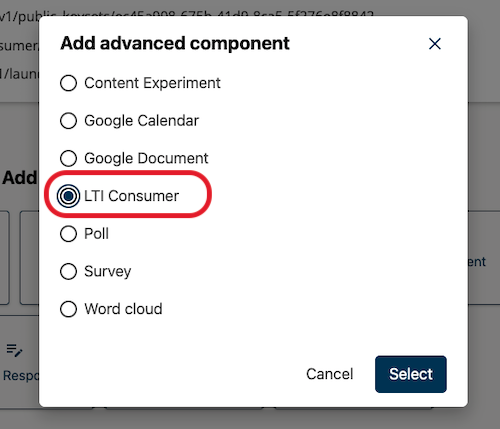 v1/public_keysets/ec45a908-675b-41d9-8ca5-5f276e8f8842
sumer/
1/laun
Add advanced component
Content Experiment
Google Calendar
Google Document
Add
LTI Consumer
Poll
Survey
ent
Word cloud
Respo
Cancel
Select